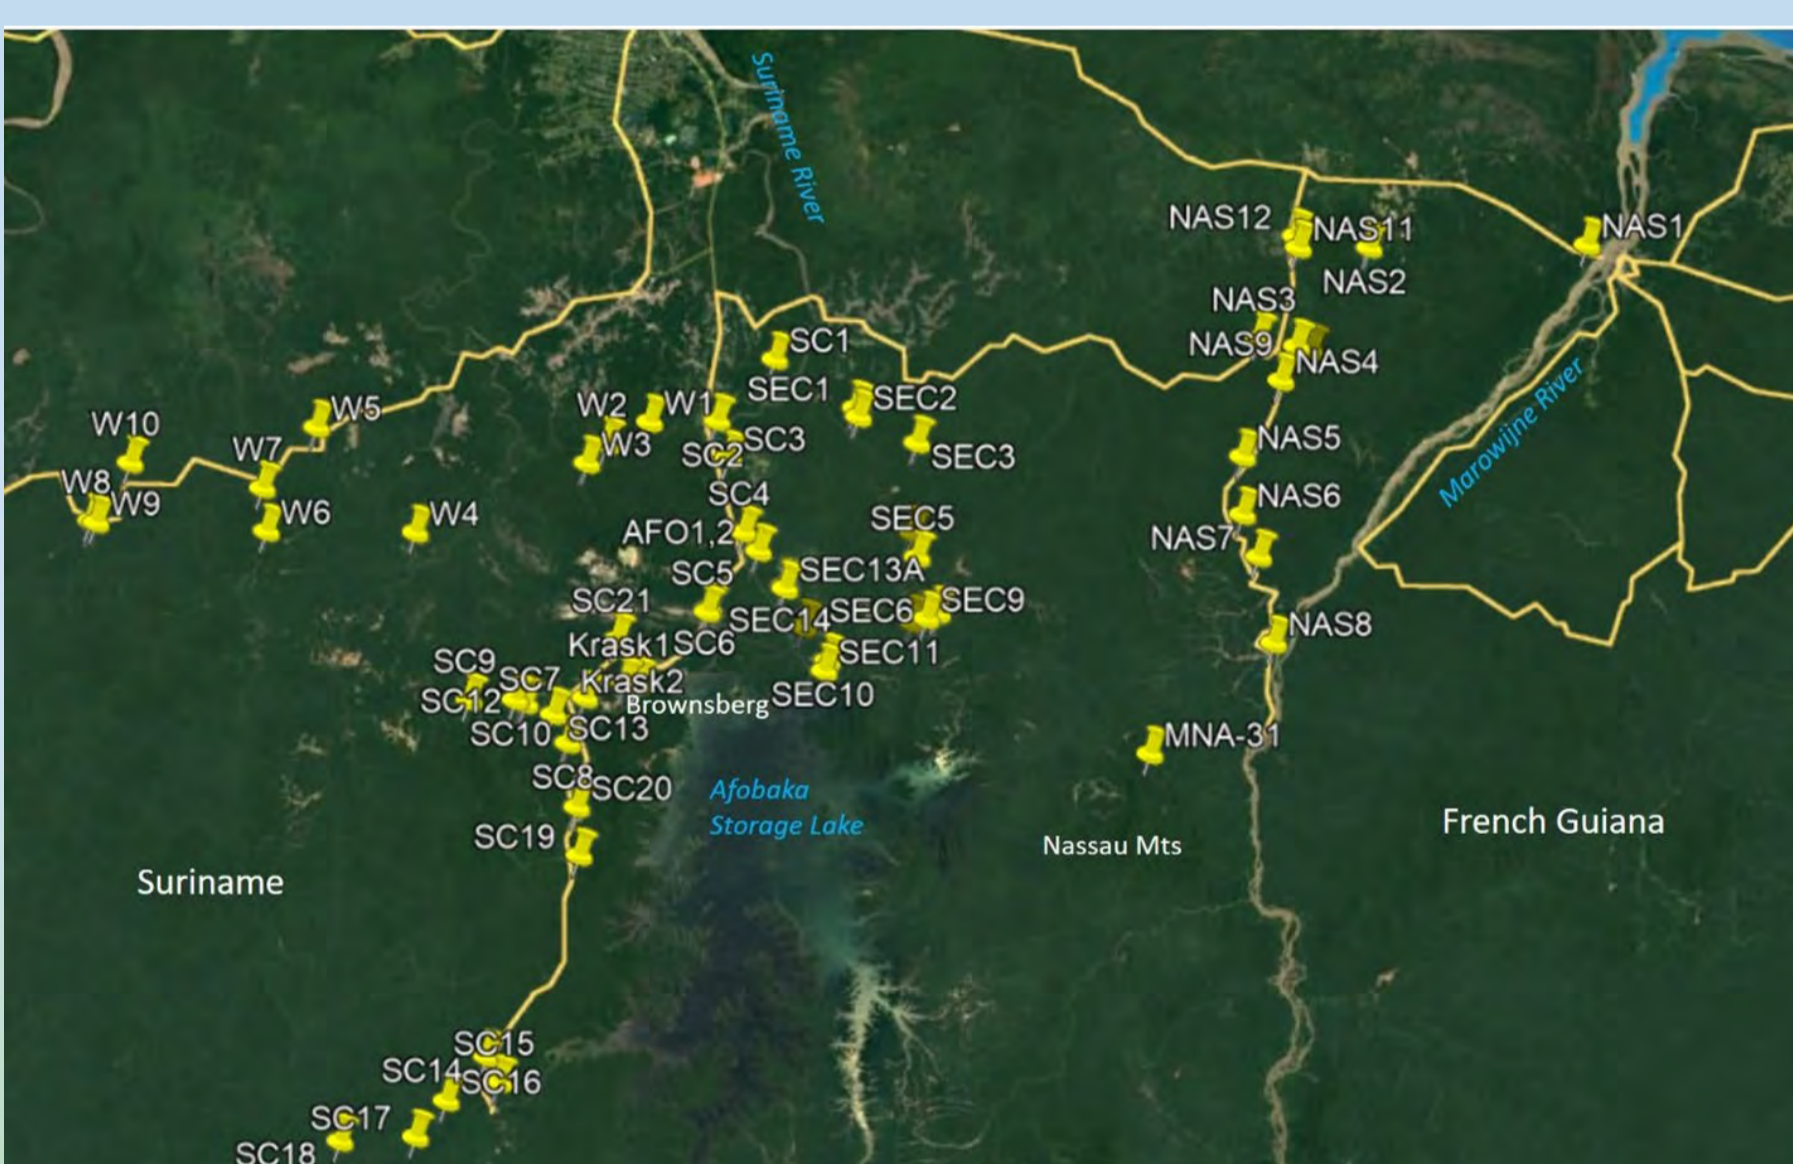 Suriname River
NAS12
NAS11
NAS1
NAS2
NAS3
NAS9
NAS4
SC1
SEC1
SEC2
W2
W1
W5
W10
W3
SC2
SC3
SEC3
NAS5
W7
W8
W9
W6
W4
SC4
AFO1,2
SEC5
NAS6
NAS7
Marowijne River
SC5
SEC13A
SC21
SEC14
SEC6
SEC9
NAS8
Krask1
SC6
SEC11
SC9
SC7
Krask2
SC12
Brownsberg
SEC10
SC10
SC13
MNA-31
SC8
SC20
Afobaka
Storage Lake
SC19
Nassau Mts
French Guiana
Suriname
SC15
SC14
SC16
SC17
SC18